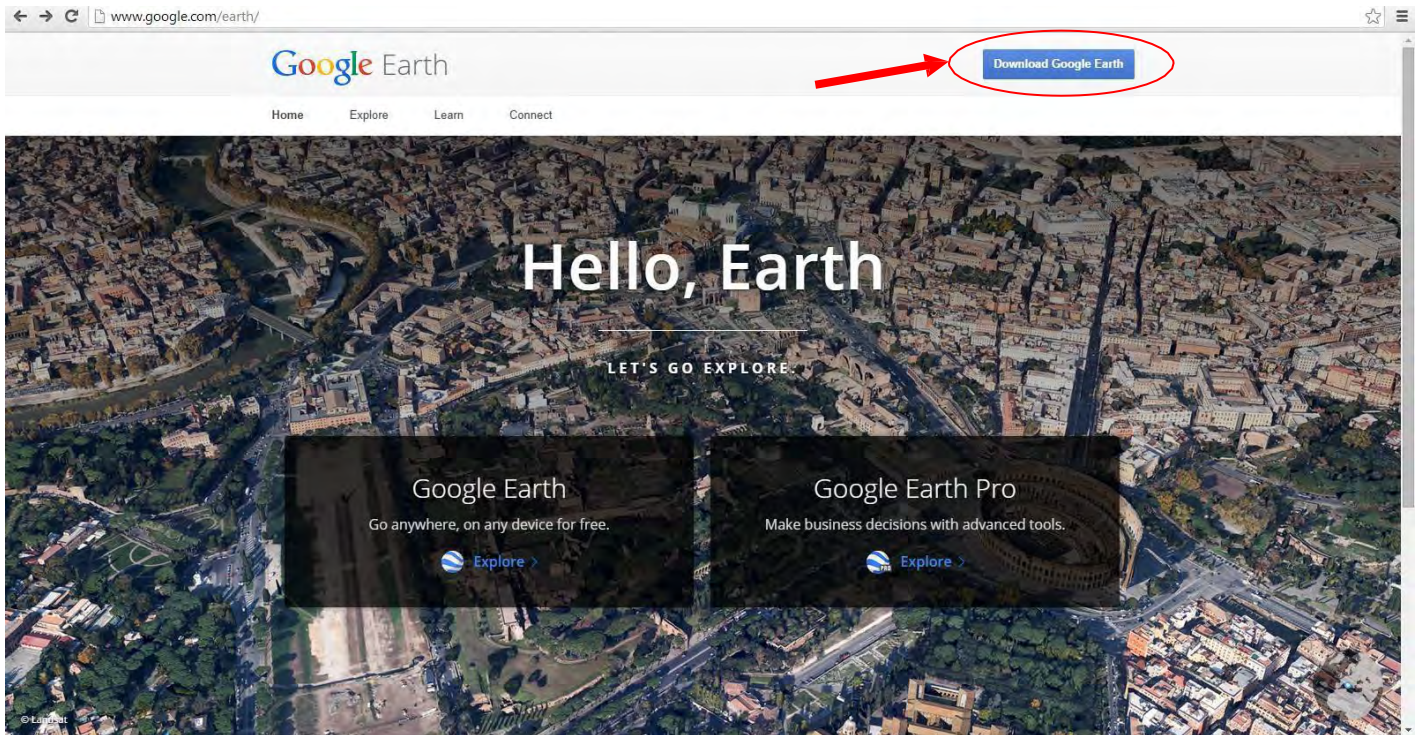 www.google.com/earth/
Google Earth
Download Google Earth
Home Explore Learn Connect
Hello, Earth
LET'S GO EXPLORE.
Google Earth
Go anywhere, on any device for free.
Explore >
Google Earth Pro
Make business decisions with advanced tools.
PRO
Explore >
© Landsat